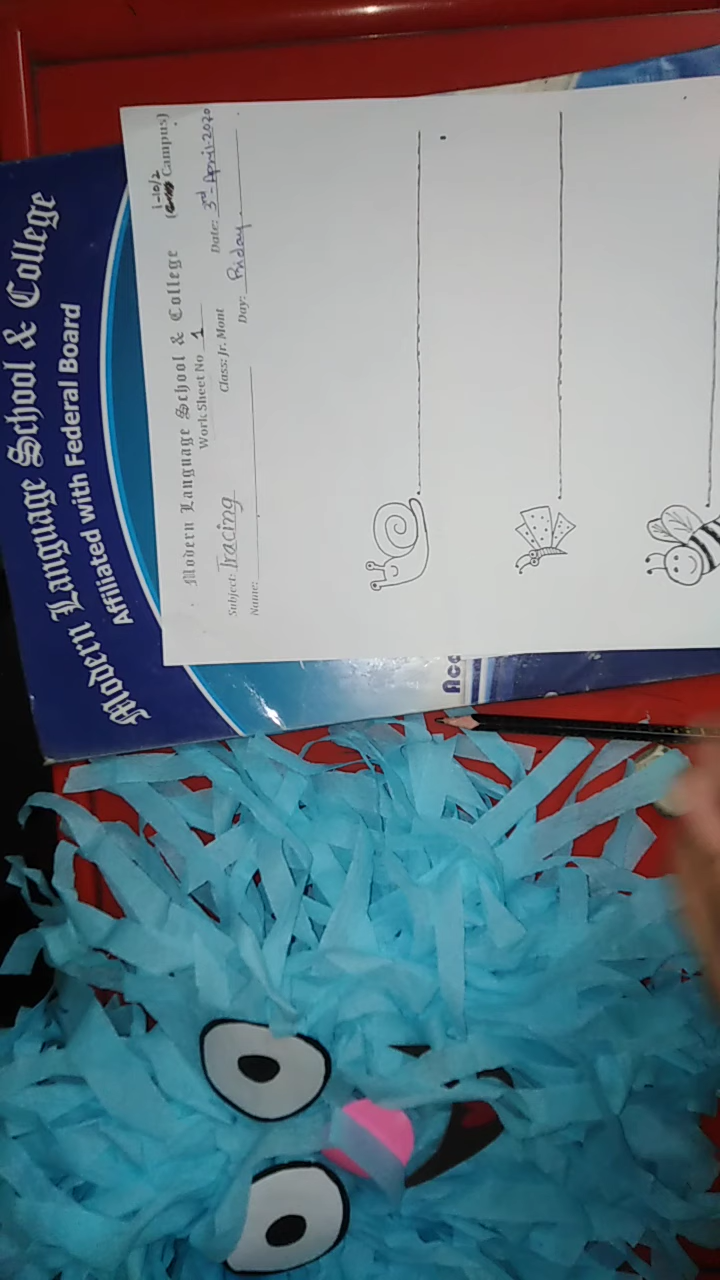 Modern Language School & College
Affiliated with Federal Board
Acc
I-10/2
Modern Language School & College ( Campus)
Work Sheet No 1
Subject: Tracing Class: Jr. Mont Date: 3rd-April-2020
Name: Day: Friday